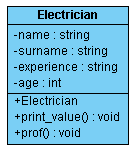 Electrician
-name : string
-surname : string
-experience : string
-age : int
+Electrician
+print_value() : void
+prof() : void